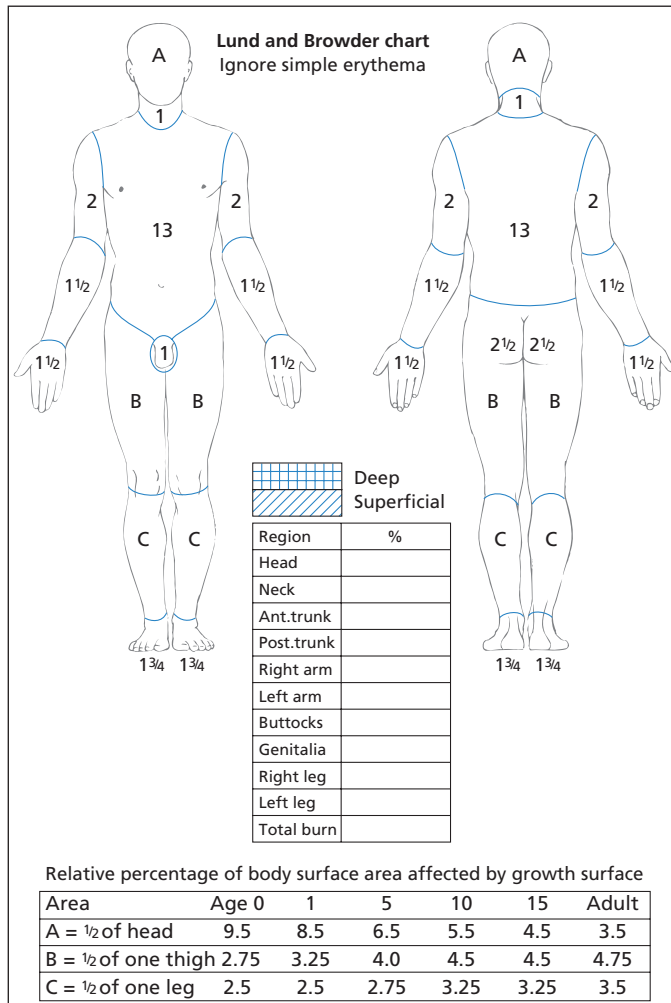 Lund and Browder chart
Ignore simple erythema
A
A
1
1
2
2
2
2
13
13
1½
1½
1½
1½
1
2½
2½
1½
1½
1½
1½
B
B
B
B
Deep
Superficial
C
C
C
C
Region %
Head
Neck
Ant.trunk
Post.trunk
Right arm
Left arm
Buttocks
Genitalia
Right leg
Left leg
Total burn
1¾
1¾
1¾
1¾
Relative percentage of body surface area affected by growth surface
Area Age 0 1 5 10 15 Adult
A = ½ of head 9.5 8.5 6.5 5.5 4.5 3.5
B = ½ of one thigh 2.75 3.25 4.0 4.5 4.5 4.75
C = ½ of one leg 2.5 2.5 2.75 3.25 3.25 3.5